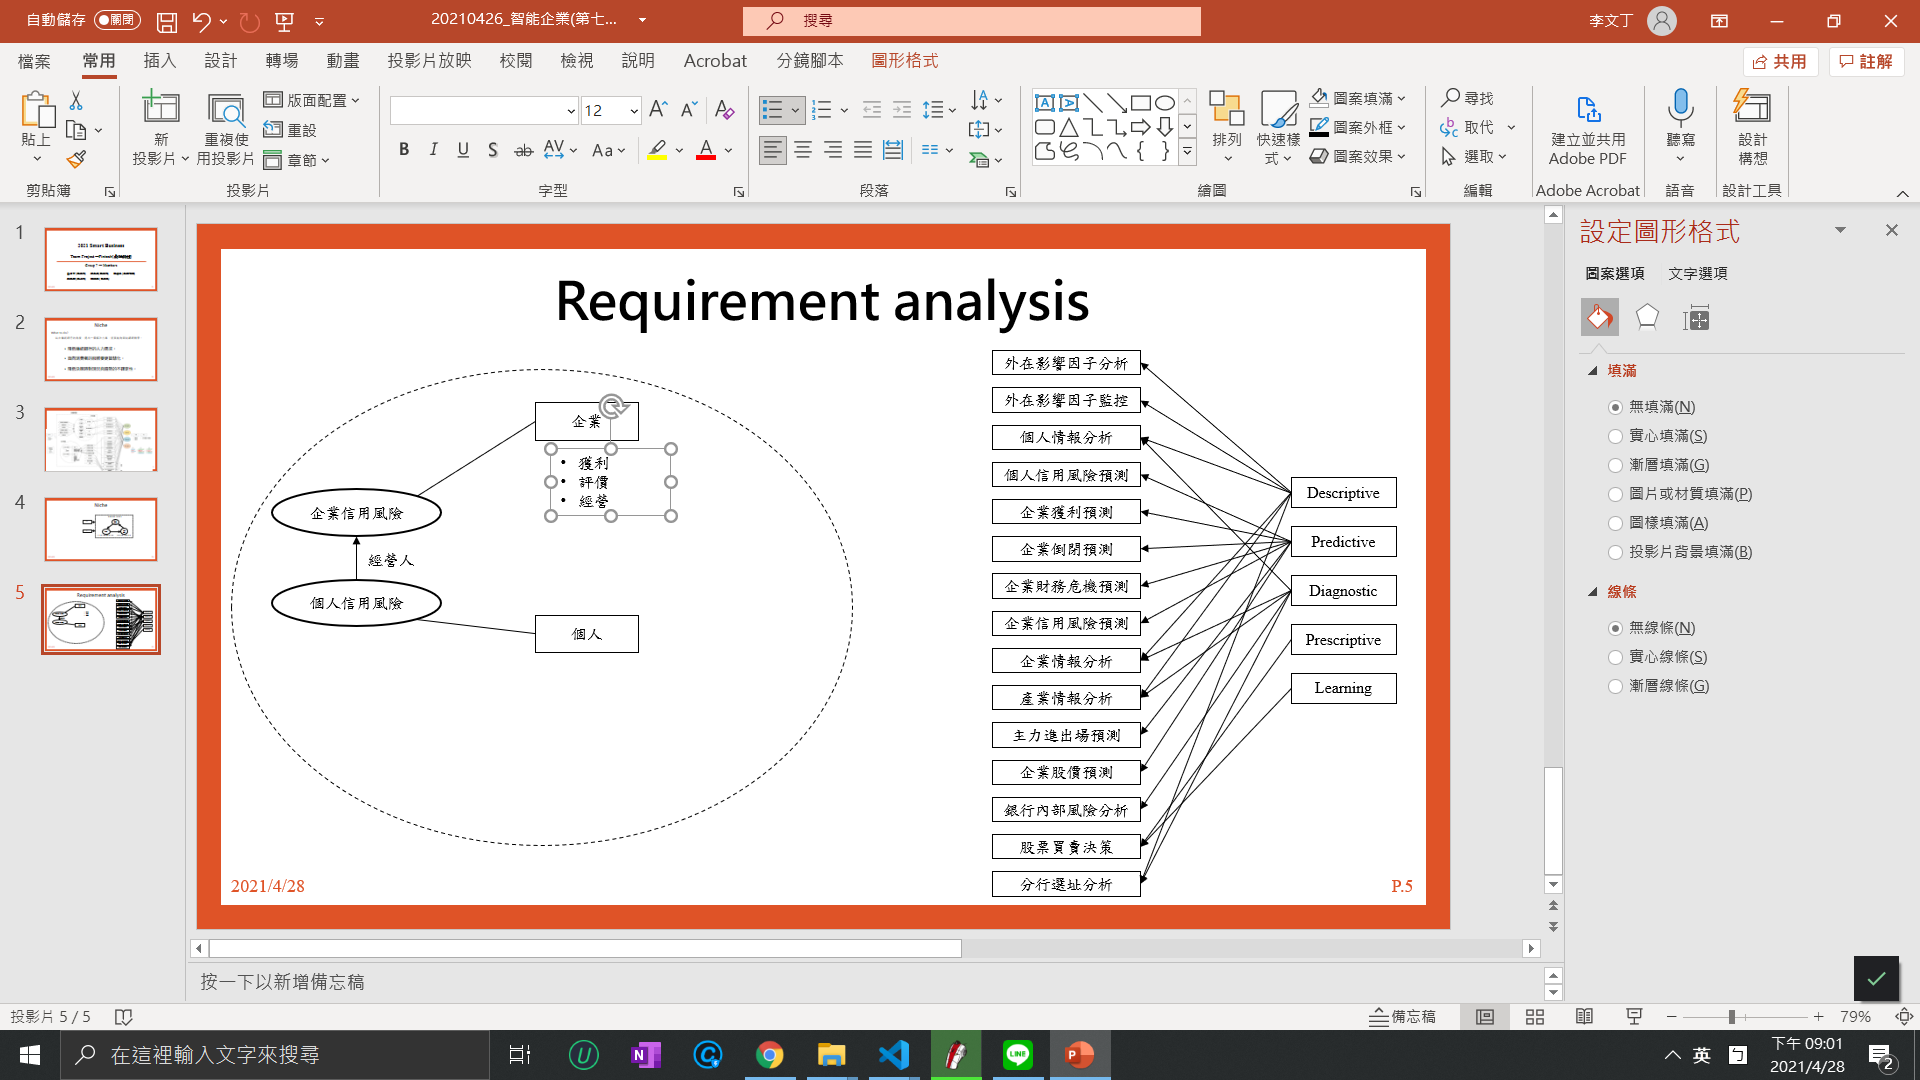 自動儲存
關閉
20210426_智能企業(第七...
搜尋
李文丁
檔案
常用
插入
設計
轉場
動畫
投影片放映
校閱
檢視
說明
Acrobat
分鏡腳本
圖形格式
共用
註解
貼上
剪貼簿
新
投影片
重複使
用投影片
版面配置
重設
章節
投影片
12
B I U S ab AV Aa A
字型
段落
排列
快速樣
式
圖案填滿
圖案外框
圖案效果
繪圖
尋找
取代
選取
編輯
建立並共用
Adobe PDF
Adobe Acrobat
聽寫
語音
設計
構想
設計工具
1
2021 Smart Business
2
Niche
3
4
Niche
5
Requirement analysis
Requirement analysis
企業
• 獲利
• 評價
• 經營
企業信用風險
經營人
個人信用風險
個人
外在影響因子分析
外在影響因子監控
個人情報分析
個人信用風險預測
企業獲利預測
企業倒閉預測
企業財務危機預測
企業信用風險預測
企業情報分析
產業情報分析
主力進出場預測
企業股價預測
銀行內部風險分析
股票買賣決策
分行選址分析
Descriptive
Predictive
Diagnostic
Prescriptive
Learning
2021/4/28
P.5
按一下以新增備忘稿
設定圖形格式
圖案選項
文字選項
填滿
無填滿(N)
實心填滿(S)
漸層填滿(G)
圖片或材質填滿(P)
圖樣填滿(A)
投影片背景填滿(B)
線條
無線條(N)
實心線條(S)
漸層線條(G)
投影片 5 / 5
備忘稿
79%
在這裡輸入文字來搜尋
英
下午 09:01
2021/4/28
2